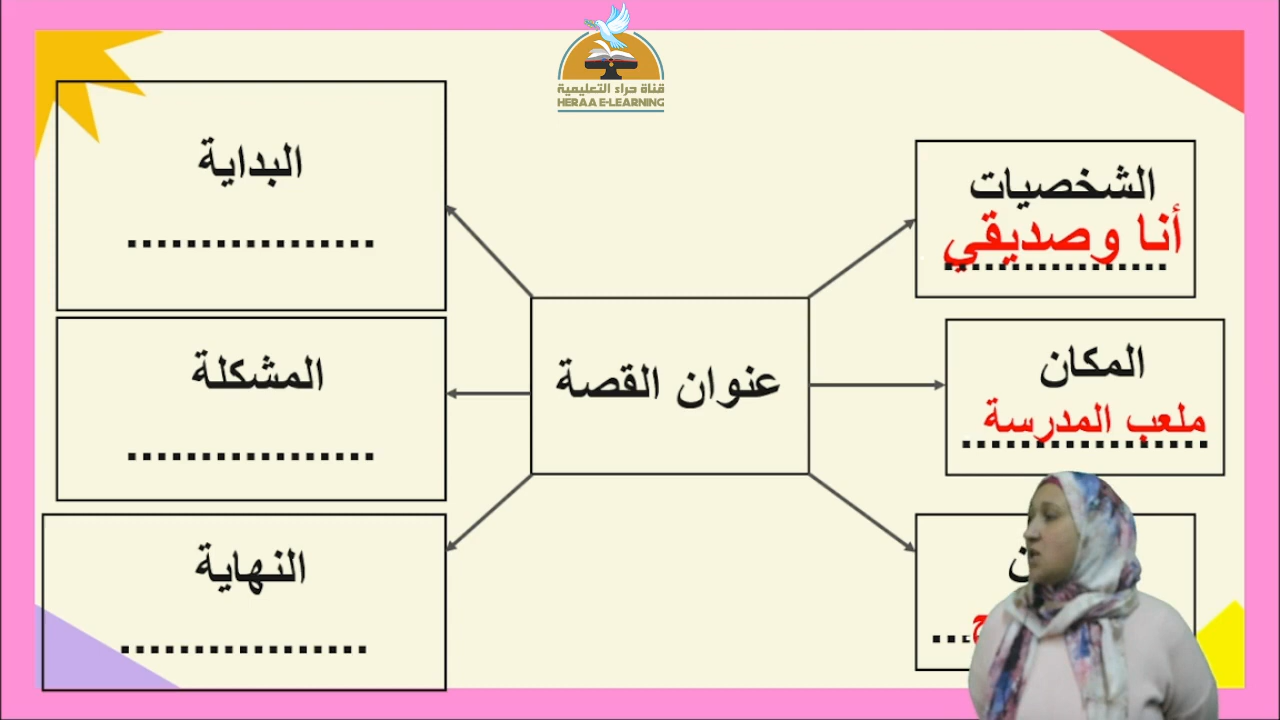 قناة حراء التعليمية
HERAA E-LEARNING
الشخصيات
أنا وصديقي
المكان
ملعب المدرسة
عنوان القصة
البداية
المشكلة
النهاية